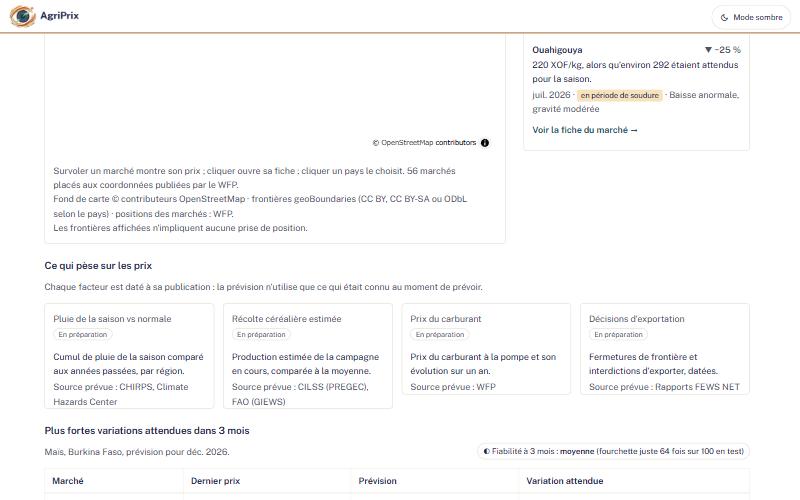 AgriPrix
Mode sombre
Ouahigouya ▼ −25 %
220 XOF/kg, alors qu'environ 292 étaient attendus
pour la saison.
juil. 2026 · en période de soudure · Baisse anormale,
gravité modérée
Voir la fiche du marché →
© OpenStreetMap contributors
Survoler un marché montre son prix ; cliquer ouvre sa fiche ; cliquer un pays le choisit. 56 marchés
placés aux coordonnées publiées par le WFP.
Fond de carte © contributeurs OpenStreetMap · frontières geoBoundaries (CC BY, CC BY-SA ou ODbL
selon le pays) · positions des marchés : WFP.
Les frontières affichées n'impliquent aucune prise de position.
Ce qui pèse sur les prix
Chaque facteur est daté à sa publication : la prévision n'utilise que ce qui était connu au moment de prévoir.
Pluie de la saison vs normale
En préparation
Cumul de pluie de la saison comparé
aux années passées, par région.
Source prévue : CHIRPS, Climate
Hazards Center
Récolte céréalière estimée
En préparation
Production estimée de la campagne
en cours, comparée à la moyenne.
Source prévue : CILSS (PREGEC),
FAO (GIEWS)
Prix du carburant
En préparation
Prix du carburant à la pompe et son
évolution sur un an.
Source prévue : WFP
Décisions d'exportation
En préparation
Fermetures de frontière et
interdictions d'exporter, datées.
Source prévue : Rapports FEWS NET
Plus fortes variations attendues dans 3 mois
Maïs, Burkina Faso, prévision pour déc. 2026.
Fiabilité à 3 mois : moyenne (fourchette juste 64 fois sur 100 en test)
Marché Dernier prix Prévision Variation attendue